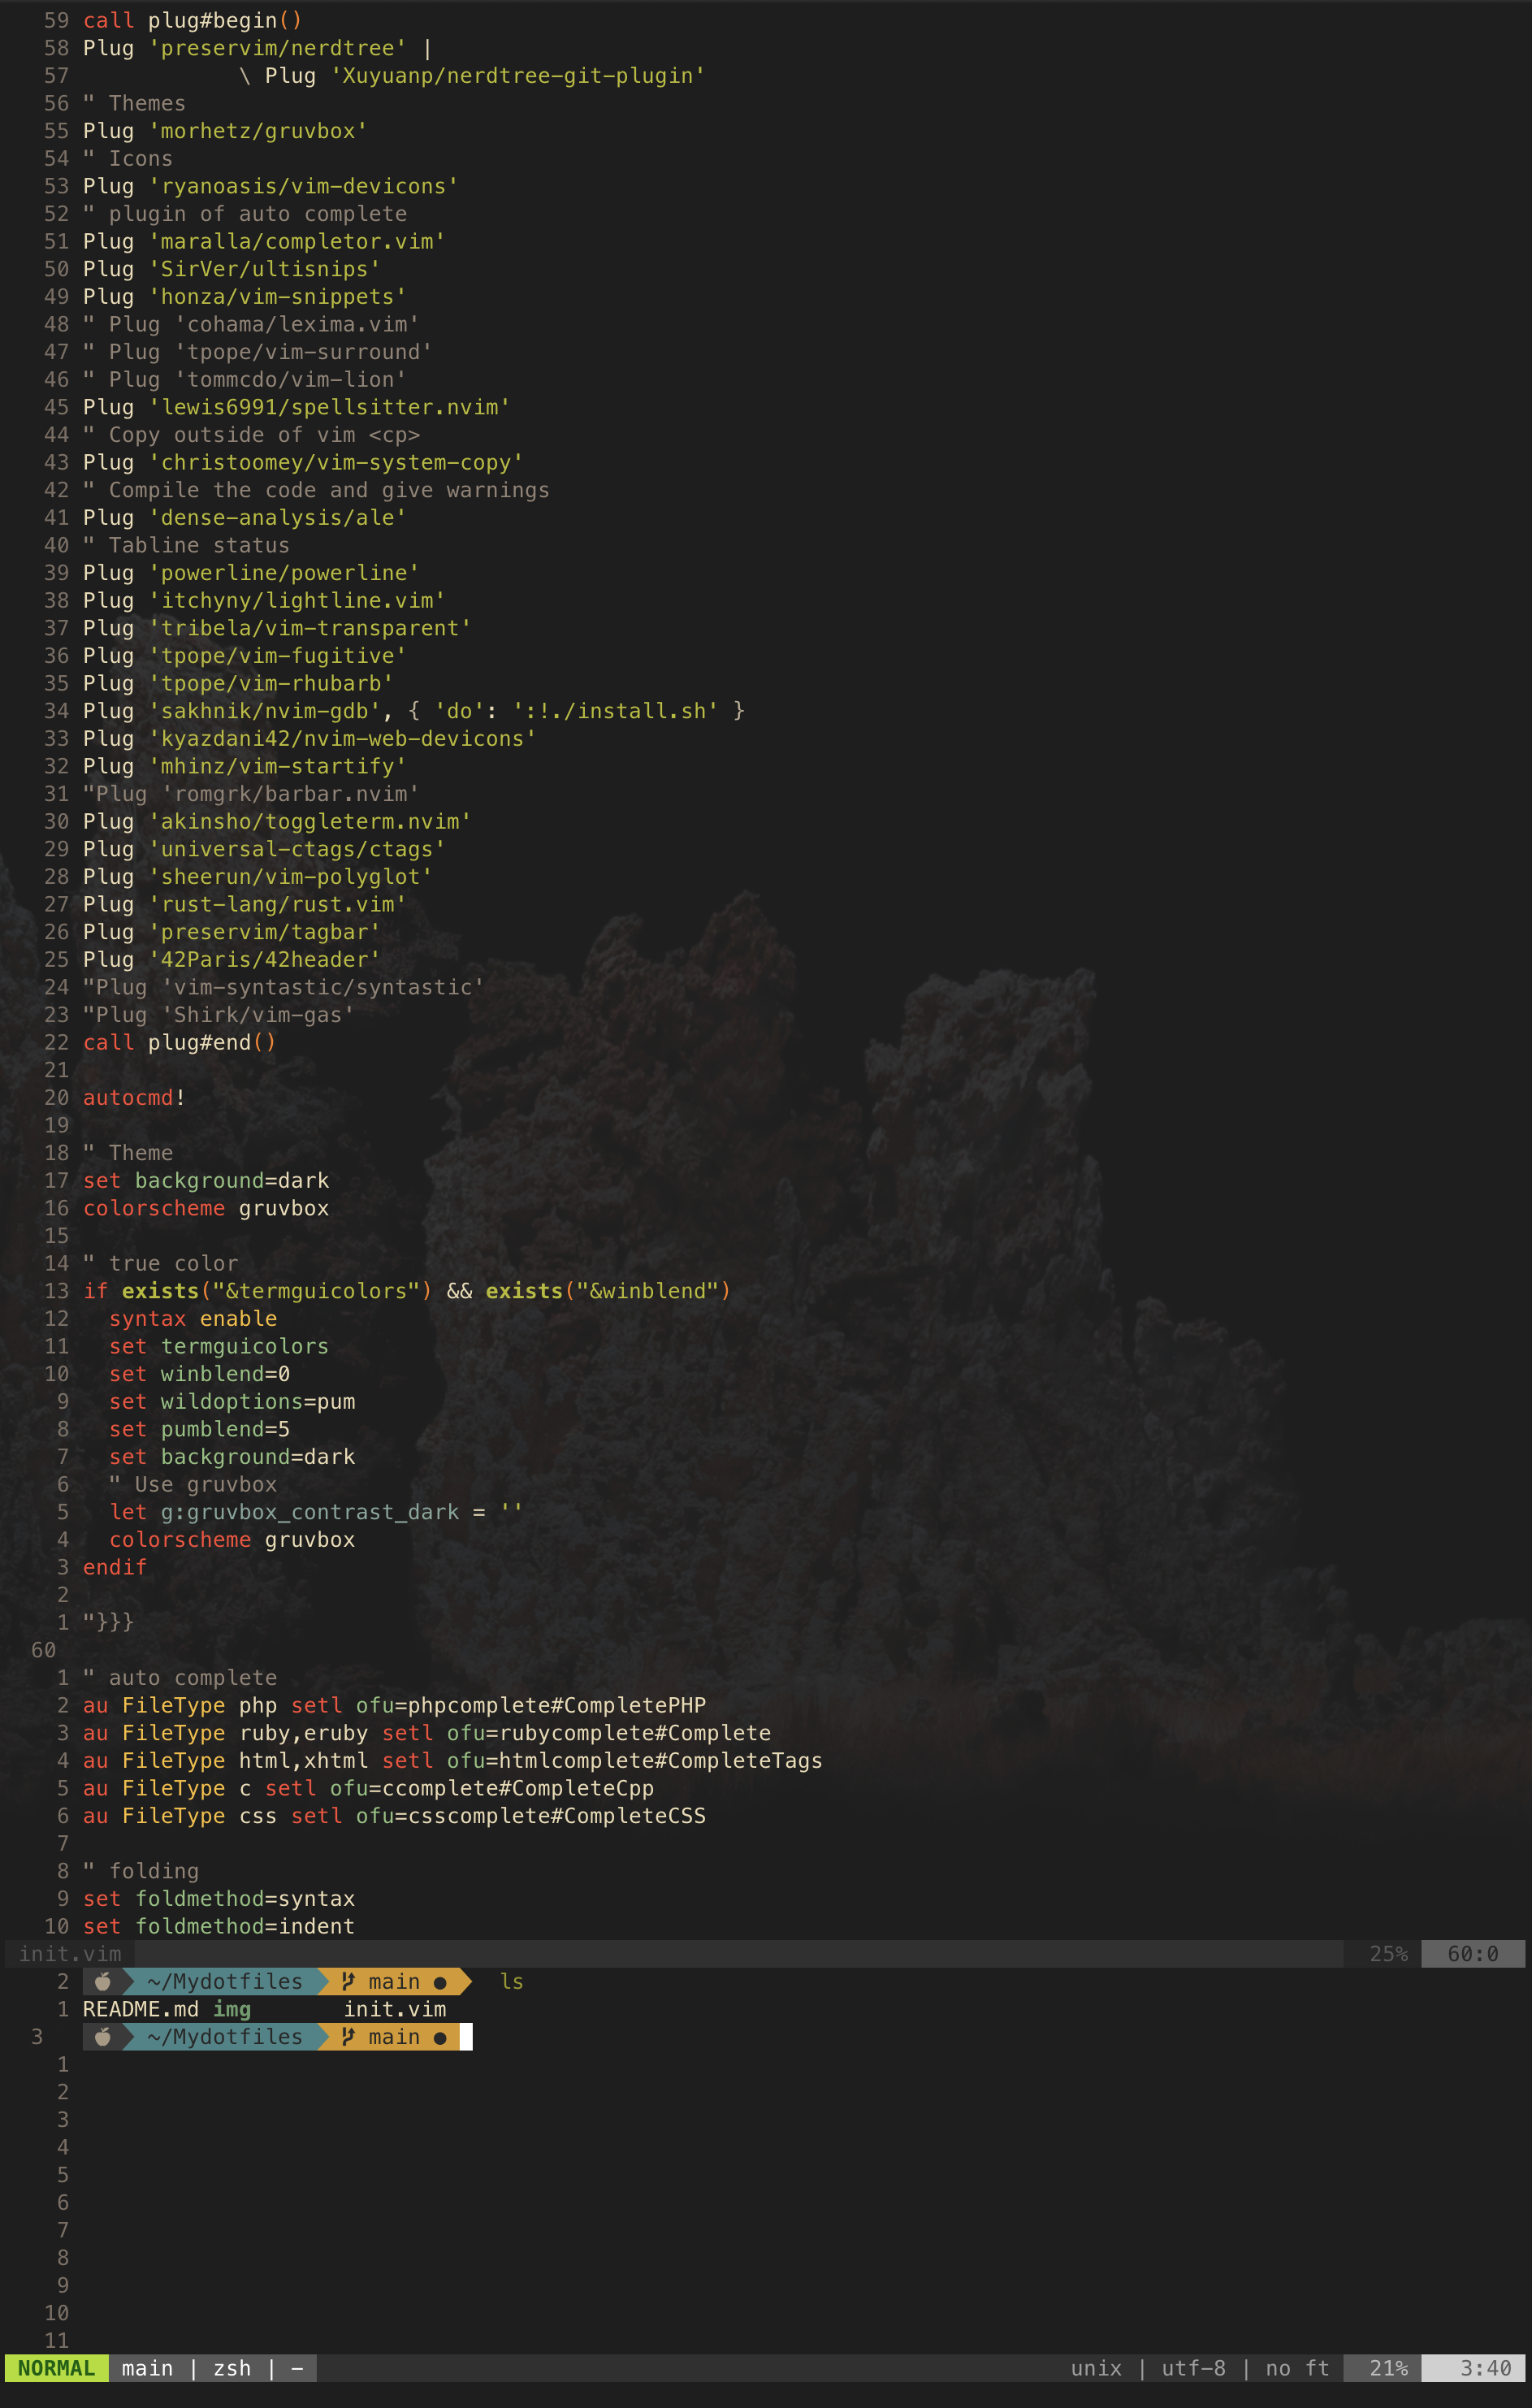 59 call plug#begin()
58 Plug 'preservim/nerdtree' |
57             \ Plug 'Xuyuanp/nerdtree-git-plugin'
56 " Themes
55 Plug 'morhetz/gruvbox'
54 " Icons
53 Plug 'ryanoasis/vim-devicons'
52 " plugin of auto complete
51 Plug 'maralla/completor.vim'
50 Plug 'SirVer/ultisnips'
49 Plug 'honza/vim-snippets'
48 " Plug 'cohama/lexima.vim'
47 " Plug 'tpope/vim-surround'
46 " Plug 'tommcdo/vim-lion'
45 Plug 'lewis6991/spellsitter.nvim'
44 " Copy outside of vim <cp>
43 Plug 'christoomey/vim-system-copy'
42 " Compile the code and give warnings
41 Plug 'dense-analysis/ale'
40 " Tabline status
39 Plug 'powerline/powerline'
38 Plug 'itchyny/lightline.vim'
37 Plug 'tribela/vim-transparent'
36 Plug 'tpope/vim-fugitive'
35 Plug 'tpope/vim-rhubarb'
34 Plug 'sakhnik/nvim-gdb', { 'do': ':!./install.sh' }
33 Plug 'kyazdani42/nvim-web-devicons'
32 Plug 'mhinz/vim-startify'
31 "Plug 'romgrk/barbar.nvim'
30 Plug 'akinsho/toggleterm.nvim'
29 Plug 'universal-ctags/ctags'
28 Plug 'sheerun/vim-polyglot'
27 Plug 'rust-lang/rust.vim'
26 Plug 'preservim/tagbar'
25 Plug '42Paris/42header'
24 "Plug 'vim-syntastic/syntastic'
23 "Plug 'Shirk/vim-gas'
22 call plug#end()
21
20 autocmd!
19
18 " Theme
17 set background=dark
16 colorscheme gruvbox
15
14 " true color
13 if exists("&termguicolors") && exists("&winblend")
12   syntax enable
11   set termguicolors
10   set winblend=0
9   set wildoptions=pum
8   set pumblend=5
7   set background=dark
6   " Use gruvbox
5   let g:gruvbox_contrast_dark = ''
4   colorscheme gruvbox
3 endif
2
1 "}}}
60
1 " auto complete
2 au FileType php setl ofu=phpcomplete#CompletePHP
3 au FileType ruby,eruby setl ofu=rubycomplete#Complete
4 au FileType html,xhtml setl ofu=htmlcomplete#CompleteTags
5 au FileType c setl ofu=ccomplete#CompleteCpp
6 au FileType css setl ofu=csscomplete#CompleteCSS
7
8 " folding
9 set foldmethod=syntax
10 set foldmethod=indent
init.vim 25% 60:0
2 ~/Mydotfiles main ● ls
1 README.md img       init.vim
3 ~/Mydotfiles main ●
1
2
3
4
5
6
7
8
9
10
11
NORMAL main | zsh | - unix | utf-8 | no ft 21% 3:40